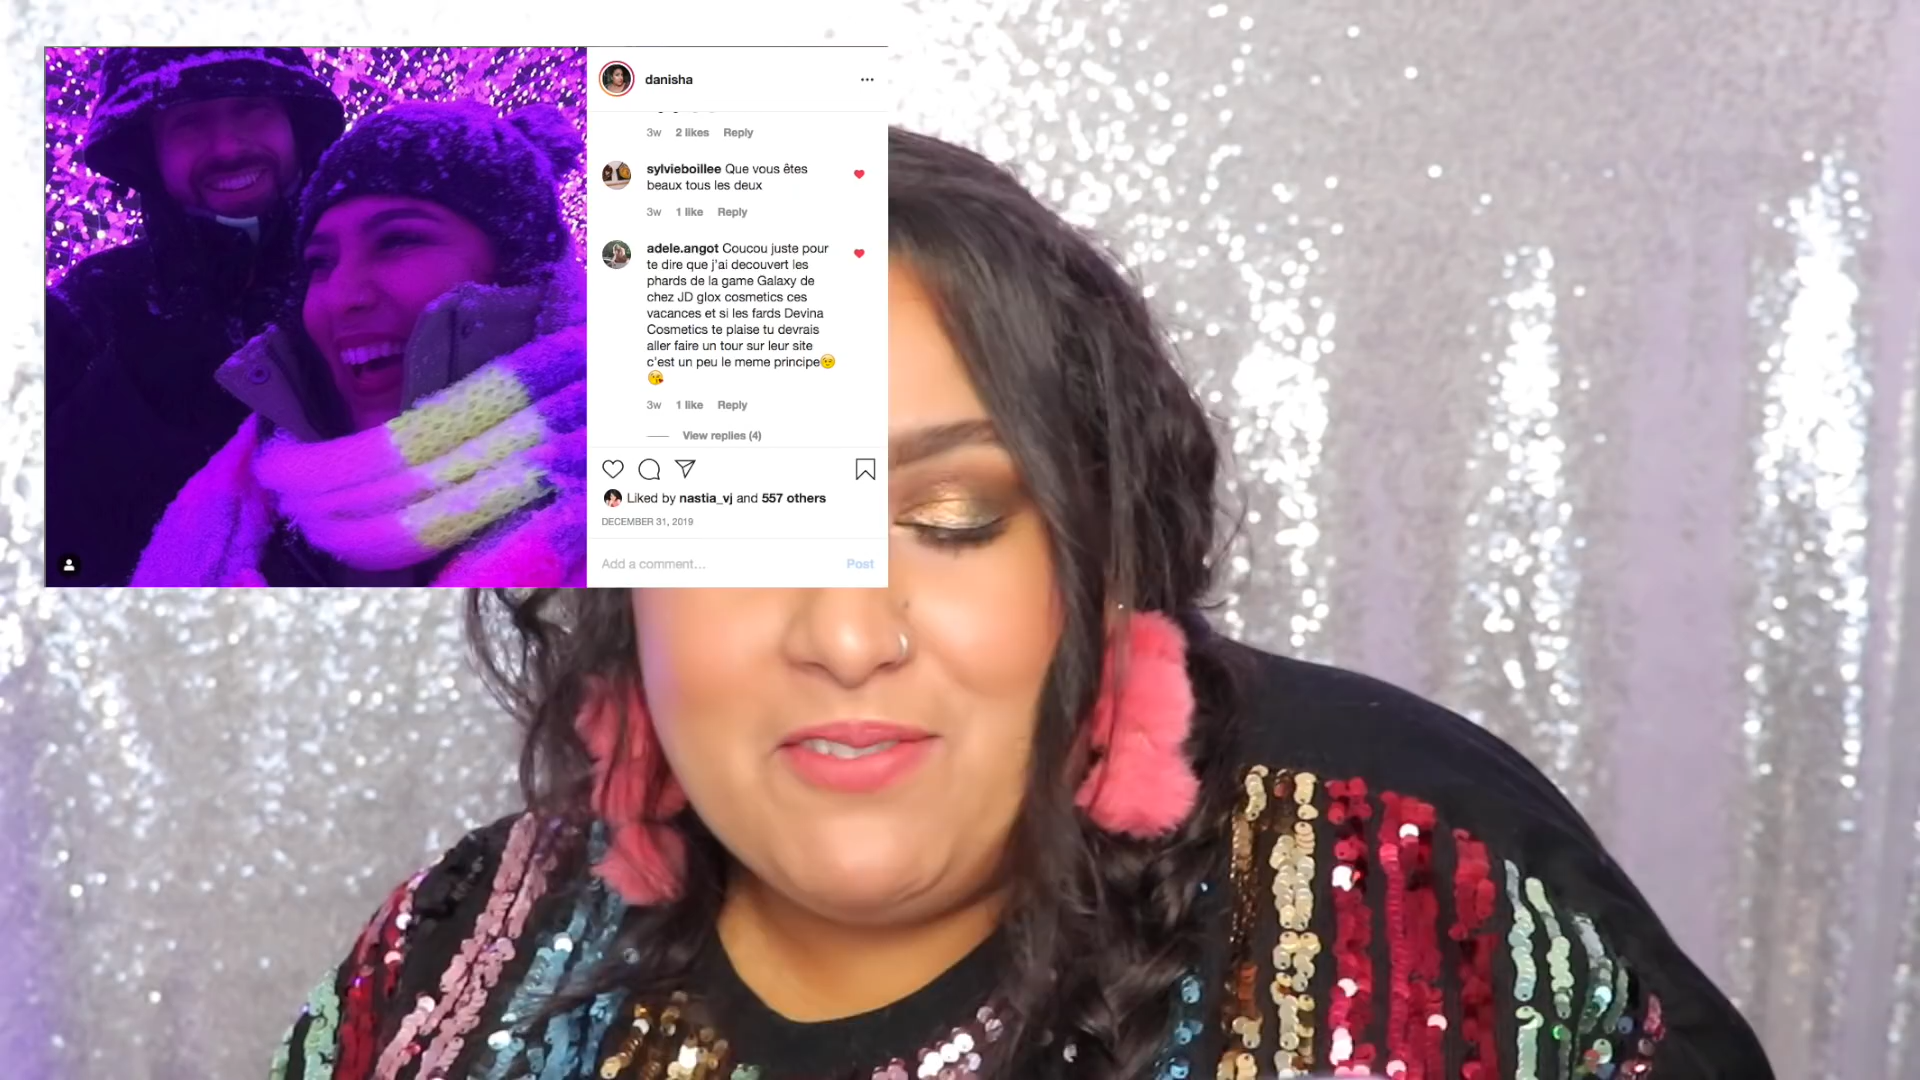 danisha
3w 2 likes Reply
sylvieboillee Que vous êtes
beaux tous les deux
3w 1 like Reply
adele.angot Coucou juste pour
te dire que j'ai decouvert les
phards de la game Galaxy de
chez JD glox cosmetics ces
vacances et si les fards Devina
Cosmetics te plaise tu devrais
aller faire un tour sur leur site
c'est un peu le meme principe😉
😘
3w 1 like Reply
View replies (4)
Liked by nastia_vj and 557 others
DECEMBER 31, 2019
Add a comment... Post